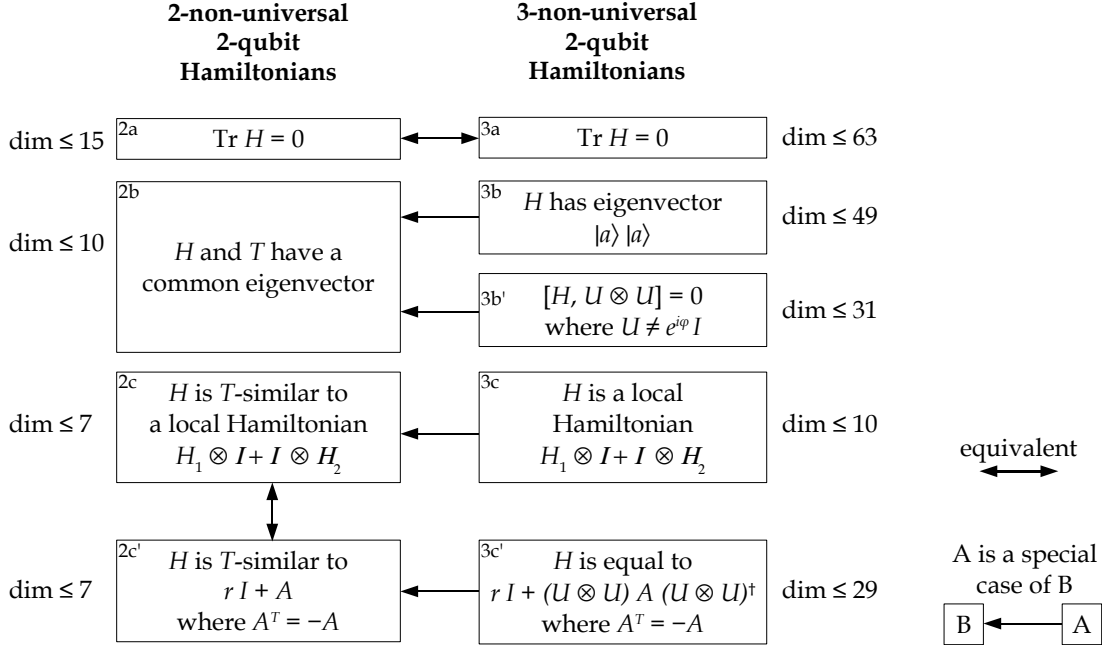 2-non-universal
2-qubit
Hamiltonians
3-non-universal
2-qubit
Hamiltonians
dim ≤ 15
2a
Tr H = 0
3a
Tr H = 0
dim ≤ 63
dim ≤ 10
2b
H and T have a
common eigenvector
3b
H has eigenvector
|a⟩ |a⟩
dim ≤ 49
3b'
[H, U ⊗ U] = 0
where U ≠ e^{iφ} I
dim ≤ 31
dim ≤ 7
2c
H is T-similar to
a local Hamiltonian
H₁ ⊗ I + I ⊗ H₂
3c
H is a local
Hamiltonian
H₁ ⊗ I + I ⊗ H₂
dim ≤ 10
dim ≤ 7
2c'
H is T-similar to
r I + A
where Aᵀ = −A
3c'
H is equal to
r I + (U ⊗ U) A (U ⊗ U)†
where Aᵀ = −A
dim ≤ 29
equivalent
A is a special
case of B
B
A